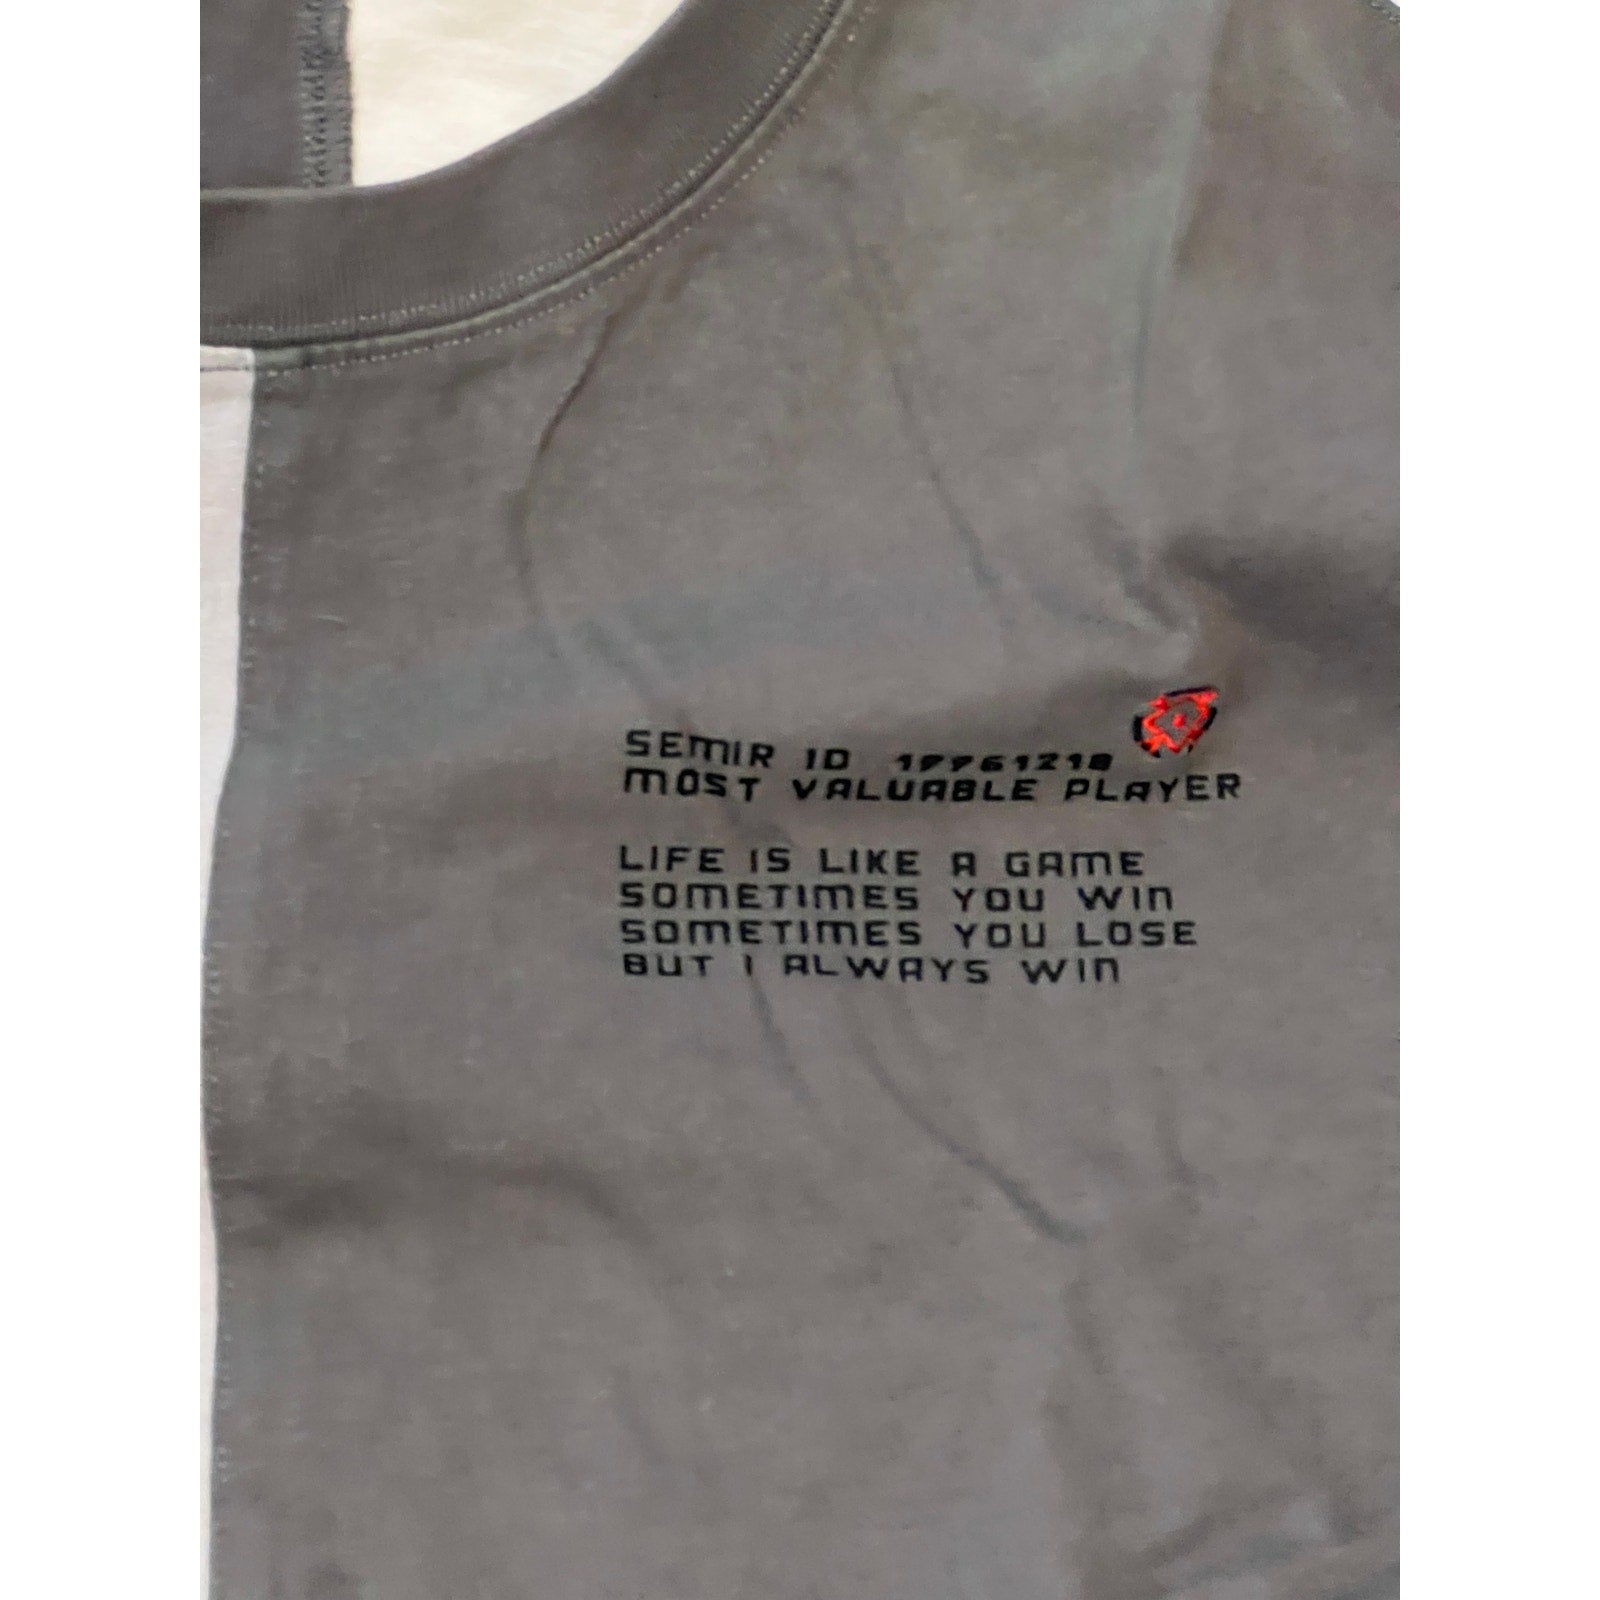 SEMIR ID 19961218
MOST VALUABLE PLAYER
LIFE IS LIKE A GAME
SOMETIMES YOU WIN
SOMETIMES YOU LOSE
BUT I ALWAYS WIN